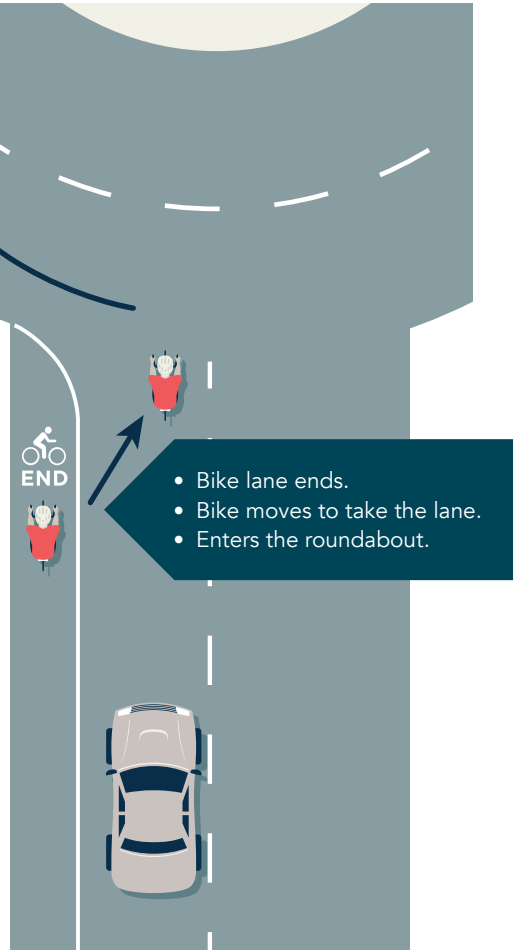 END
• Bike lane ends.
• Bike moves to take the lane.
• Enters the roundabout.